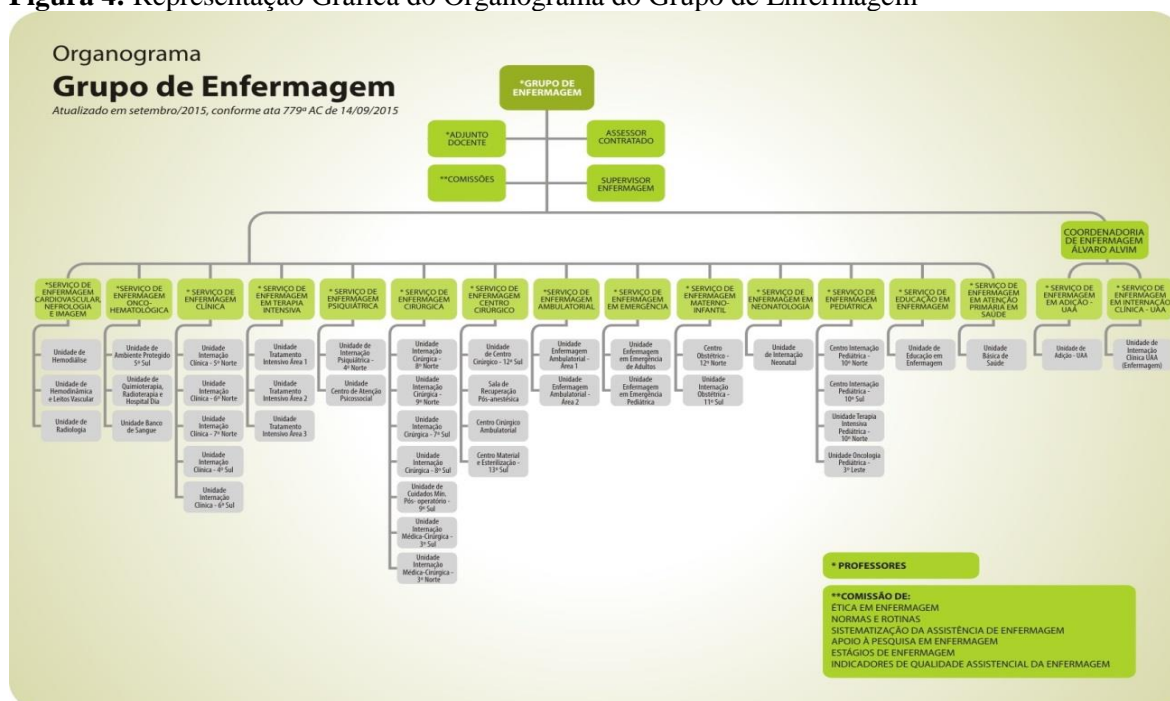 Figura 4: Representação Gráfica do Organograma do Grupo de Enfermagem
Organograma
Grupo de Enfermagem
Atualizado em setembro/2015, conforme ata 779ª AC de 14/09/2015
*GRUPO DE
ENFERMAGEM
*ADJUNTO
DOCENTE
ASSESSOR
CONTRATADO
**COMISSÕES
SUPERVISOR
ENFERMAGEM
COORDENADORIA
DE ENFERMAGEM
ÁLVARO ALVIM
*SERVIÇO DE
ENFERMAGEM
CARDIOVASCULAR,
NEFROLOGIA
E IMAGEM
Unidade de
Hemodiálise
Unidade de
Hemodinâmica
e Leitos Vascular
Unidade de
Radiologia
*SERVIÇO DE
ENFERMAGEM
ONCO-
HEMATOLÓGICA
Unidade de
Ambiente Protegido
5º Sul
Unidade de
Quimioterapia,
Radioterapia e
Hospital Dia
Unidade Banco
de Sangue
* SERVIÇO DE
ENFERMAGEM
CLÍNICA
Unidade
Internação
Clínica - 5º Norte
Unidade
Internação
Clínica - 6º Norte
Unidade
Internação
Clínica - 7º Norte
Unidade
Internação
Clínica - 4º Sul
Unidade
Internação
Clínica - 6º Sul
* SERVIÇO DE
ENFERMAGEM
EM TERAPIA
INTENSIVA
Unidade
Tratamento
Intensivo Área 1
Unidade
Tratamento
Intensivo Área 2
Unidade
Tratamento
Intensivo Área 3
* SERVIÇO DE
ENFERMAGEM
PSIQUIÁTRICA
Unidade de
Internação
Psiquiátrica -
4º Norte
Unidade
Centro de Atenção
Psicossocial
* SERVIÇO DE
ENFERMAGEM
CIRÚRGICA
Unidade
Internação
Cirúrgica -
8º Norte
Unidade
Internação
Cirúrgica -
9º Norte
Unidade
Internação
Cirúrgica - 7º Sul
Unidade
Internação
Cirúrgica - 8º Sul
Unidade de
Cuidados Mín.
Pós- operatório -
9º Sul
Unidade
Internação
Médica-Cirúrgica -
3º Sul
Unidade
Internação
Médica-Cirúrgica -
3º Norte
* SERVIÇO DE
ENFERMAGEM
CENTRO
CIRÚRGICO
Unidade
de Centro
Cirúrgico - 12º Sul
Sala de
Recuperação
Pós-anestésica
Centro Cirúrgico
Ambulatorial
Centro Material
e Esterilização -
13º Sul
*SERVIÇO DE
ENFERMAGEM
AMBULATORIAL
Unidade
Enfermagem
Ambulatorial -
Área 1
Unidade
Enfermagem
Ambulatorial -
Área 2
* SERVIÇO DE
ENFERMAGEM
EM EMERGÊNCIA
Unidade
Enfermagem
em Emergência
de Adultos
Unidade
Enfermagem
em Emergência
Pediátrica
* SERVIÇO DE
ENFERMAGEM
MATERNO-
INFANTIL
Centro
Obstétrico -
12º Norte
Unidade
Internação
Obstétrica -
11º Sul
* SERVIÇO DE
ENFERMAGEM EM
NEONATOLOGIA
Unidade
de Internação
Neonatal
* SERVIÇO DE
ENFERMAGEM
PEDIÁTRICA
Centro Internação
Pediátrica -
10º Norte
Centro Internação
Pediátrica -
10º Sul
Unidade Terapia
Intensiva
Pediátrica -
10º Norte
Unidade Oncologia
Pediátrica -
3º Leste
* SERVIÇO DE
EDUCAÇÃO EM
ENFERMAGEM
Unidade de
Educação em
Enfermagem
* SERVIÇO DE
ENFERMAGEM
EM ATENÇÃO
PRIMÁRIA EM
SAÚDE
Unidade
Básica de
Saúde
* SERVIÇO DE
ENFERMAGEM
EM ADIÇÃO -
UAA
Unidade de
Adição - UAA
* SERVIÇO DE
ENFERMAGEM
EM INTERNAÇÃO
CLÍNICA - UAA
Unidade de
Internação
Clínica UAA
(Enfermagem)
* PROFESSORES
**COMISSÃO DE:
ÉTICA EM ENFERMAGEM
NORMAS E ROTINAS
SISTEMATIZAÇÃO DA ASSISTÊNCIA DE ENFERMAGEM
APOIO À PESQUISA EM ENFERMAGEM
ESTÁGIOS DE ENFERMAGEM
INDICADORES DE QUALIDADE ASSISTENCIAL DA ENFERMAGEM